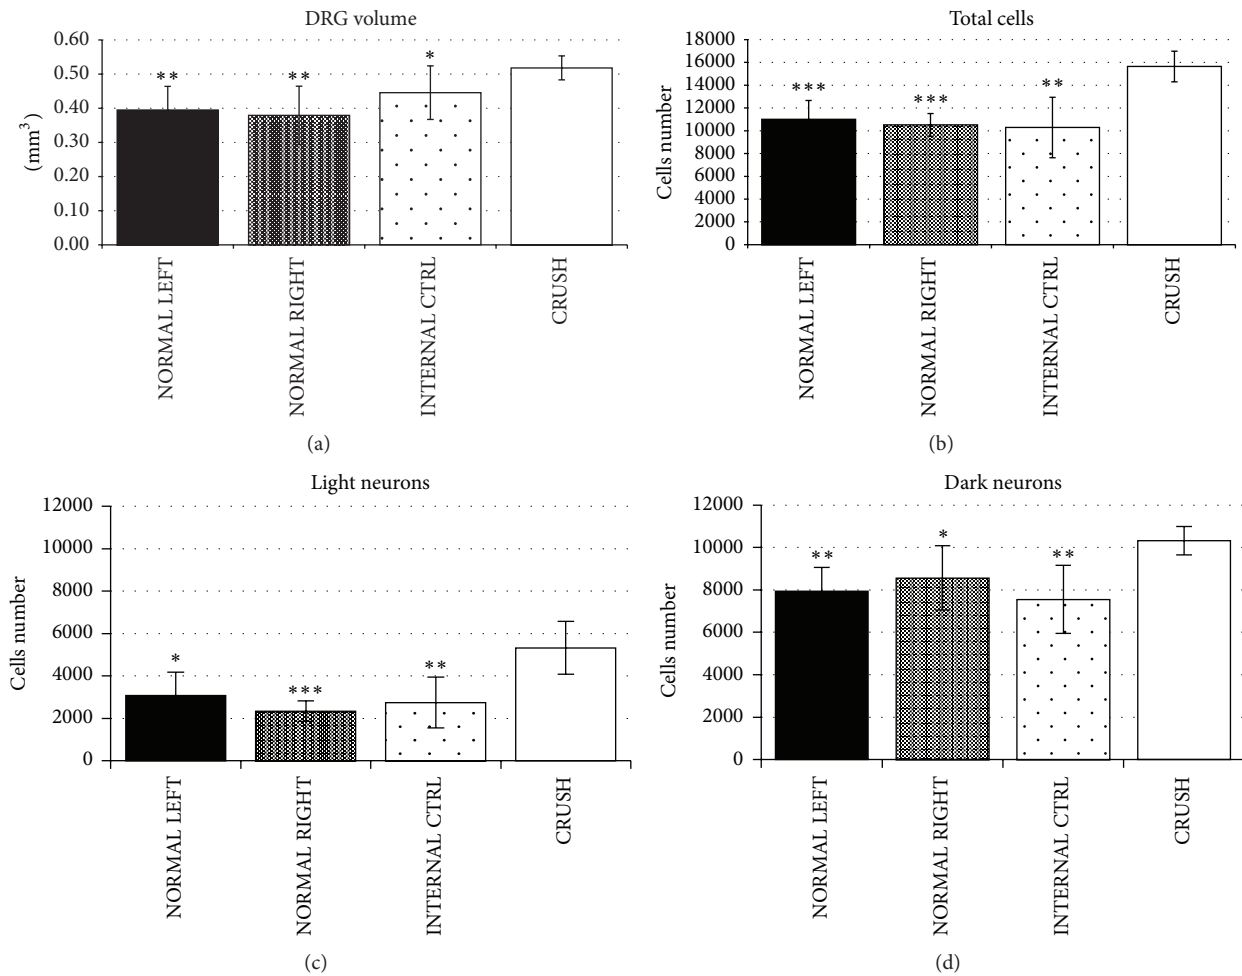 DRG volume
0.60
0.50
0.40
0.30
0.20
0.10
0.00
(mm³)
**
**
*
NORMAL LEFT
NORMAL RIGHT
INTERNAL CTRL
CRUSH
(a)
Total cells
18000
16000
14000
12000
10000
8000
6000
4000
2000
0
Cells number
***
***
**
NORMAL LEFT
NORMAL RIGHT
INTERNAL CTRL
CRUSH
(b)
Light neurons
12000
10000
8000
6000
4000
2000
0
Cells number
*
***
**
NORMAL LEFT
NORMAL RIGHT
INTERNAL CTRL
CRUSH
(c)
Dark neurons
12000
10000
8000
6000
4000
2000
0
Cells number
**
*
**
NORMAL LEFT
NORMAL RIGHT
INTERNAL CTRL
CRUSH
(d)